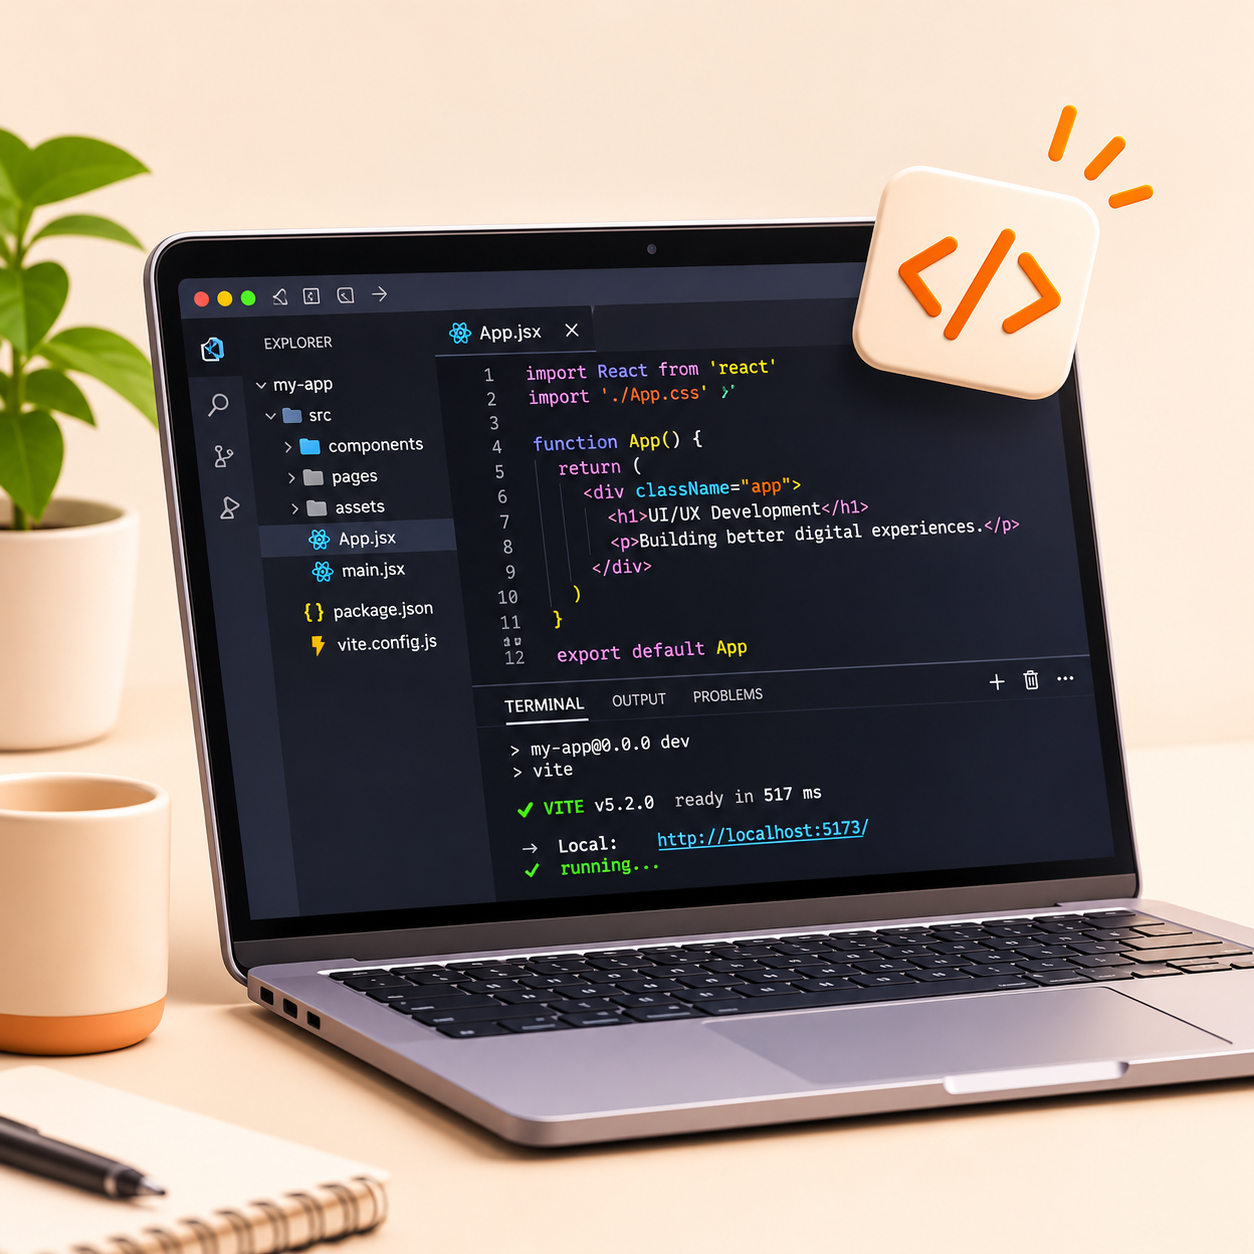 </>
EXPLORER
my-app
src
components
pages
assets
App.jsx
main.jsx
{} package.json
vite.config.js
App.jsx
1 import React from 'react'
2 import './App.css'
3
4 function App() {
5 return (
6 <div className="app">
7 <h1>UI/UX Development</h1>
8 <p>Building better digital experiences.</p>
9 </div>
10 )
11 }
12 export default App
TERMINAL OUTPUT PROBLEMS
> my-app@0.0.0 dev
> vite
✓ VITE v5.2.0 ready in 517 ms
→ Local: http://localhost:5173/
✓ running...